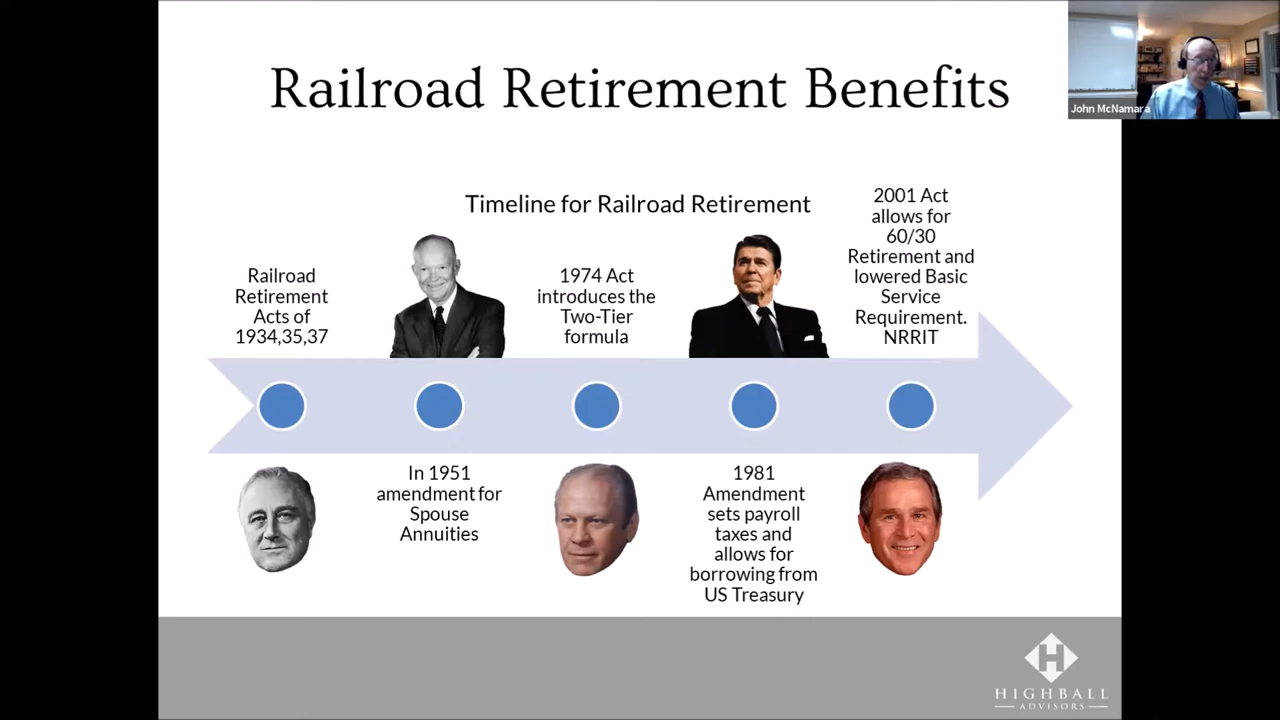 Railroad Retirement Benefits
John McNamara
Timeline for Railroad Retirement
Railroad
Retirement
Acts of
1934,35,37
In 1951
amendment for
Spouse
Annuities
1974 Act
introduces the
Two-Tier
formula
1981
Amendment
sets payroll
taxes and
allows for
borrowing from
US Treasury
2001 Act
allows for
60/30
Retirement and
lowered Basic
Service
Requirement.
NRRIT
H
HIGHBALL
ADVISORS